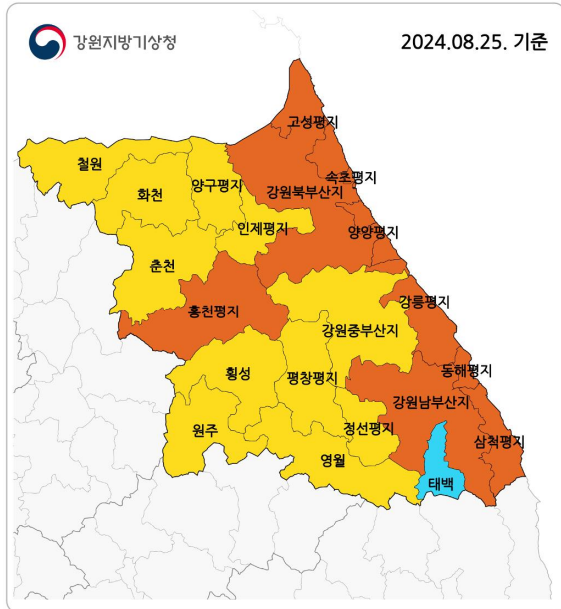 강원지방기상청
2024.08.25. 기준
고성평지
철원
양구평지
속초평지
화천
강원북부산지
인제평지
양양평지
춘천
강릉평지
홍천평지
강원중부산지
동해평지
횡성
평창평지
강원남부산지
원주
정선평지
삼척평지
영월
태백